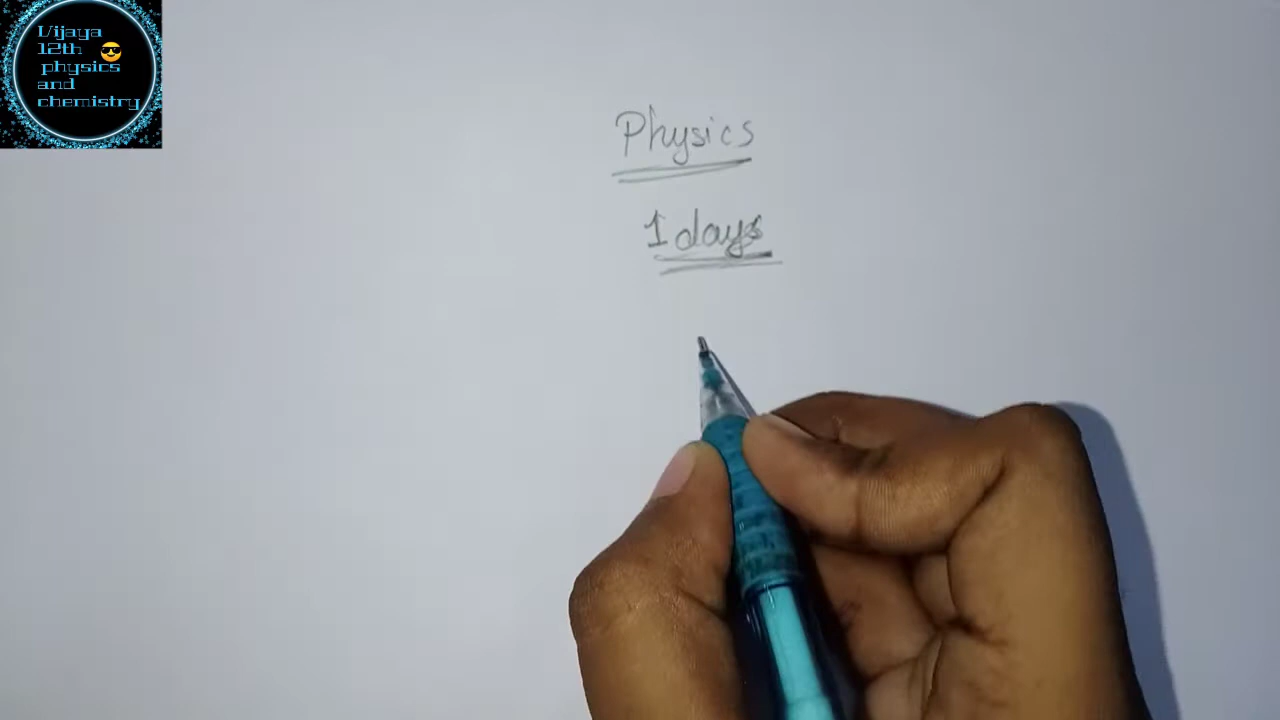 Vijaya
12th 😎
physics
and
chemistry
Physics
1 days